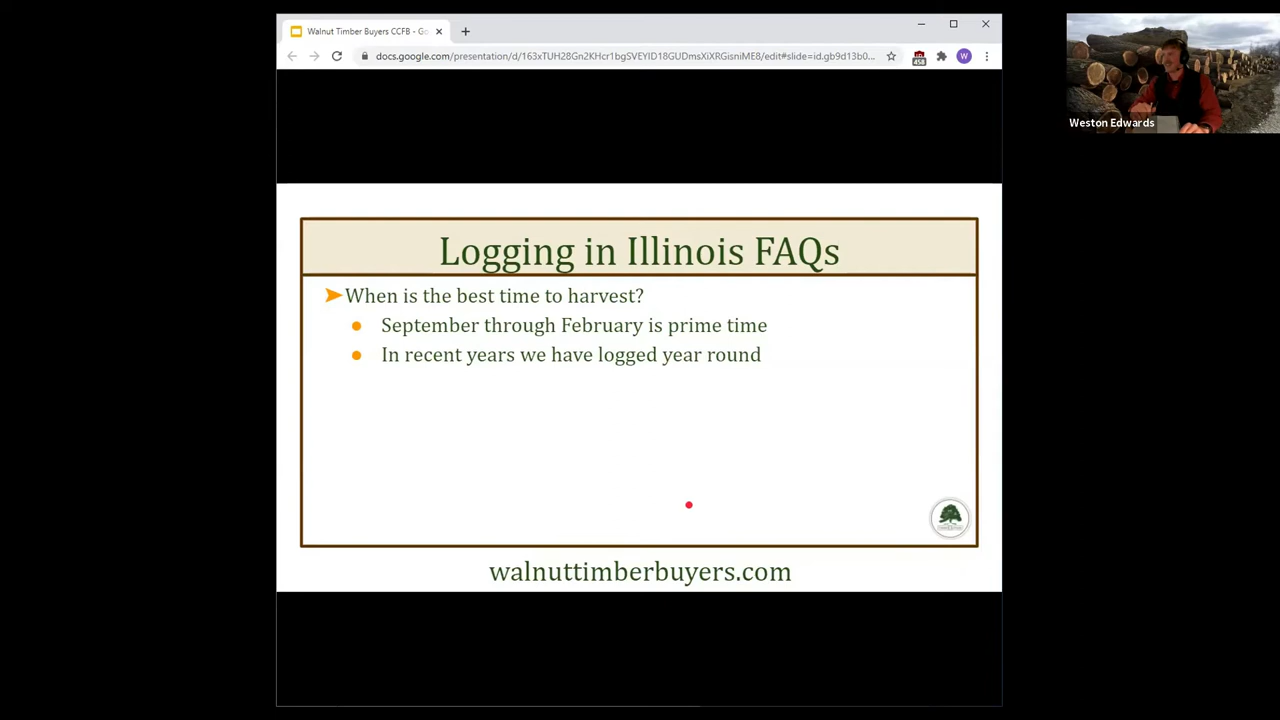 Walnut Timber Buyers CCFB - Go
docs.google.com/presentation/d/163xTUH28Gn2KHcr1bgSVEYID18GUDmsXiXRGisniME8/edit#slide=id.gb9d13b0...
458
W
Weston Edwards
Logging in Illinois FAQs
When is the best time to harvest?
September through February is prime time
In recent years we have logged year round
walnuttimberbuyers.com